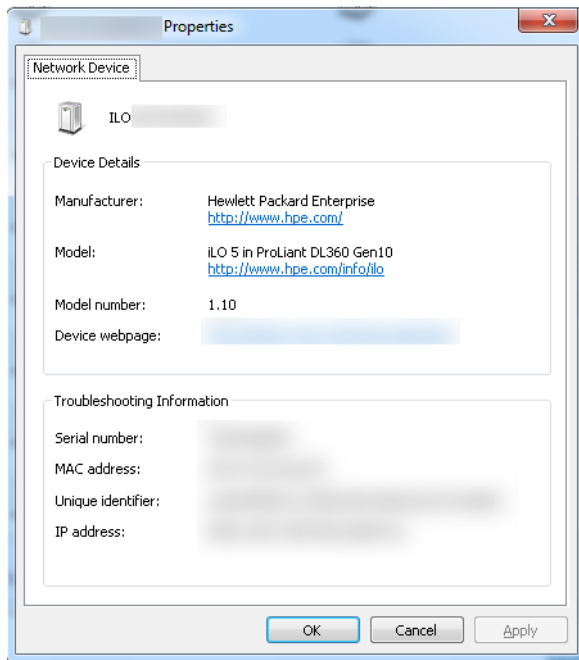 Properties
Network Device
ILO
Device Details
Manufacturer: Hewlett Packard Enterprise
http://www.hpe.com/
Model: iLO 5 in ProLiant DL360 Gen10
http://www.hpe.com/info/ilo
Model number: 1.10
Device webpage:
Troubleshooting Information
Serial number:
MAC address:
Unique identifier:
IP address:
OK Cancel Apply